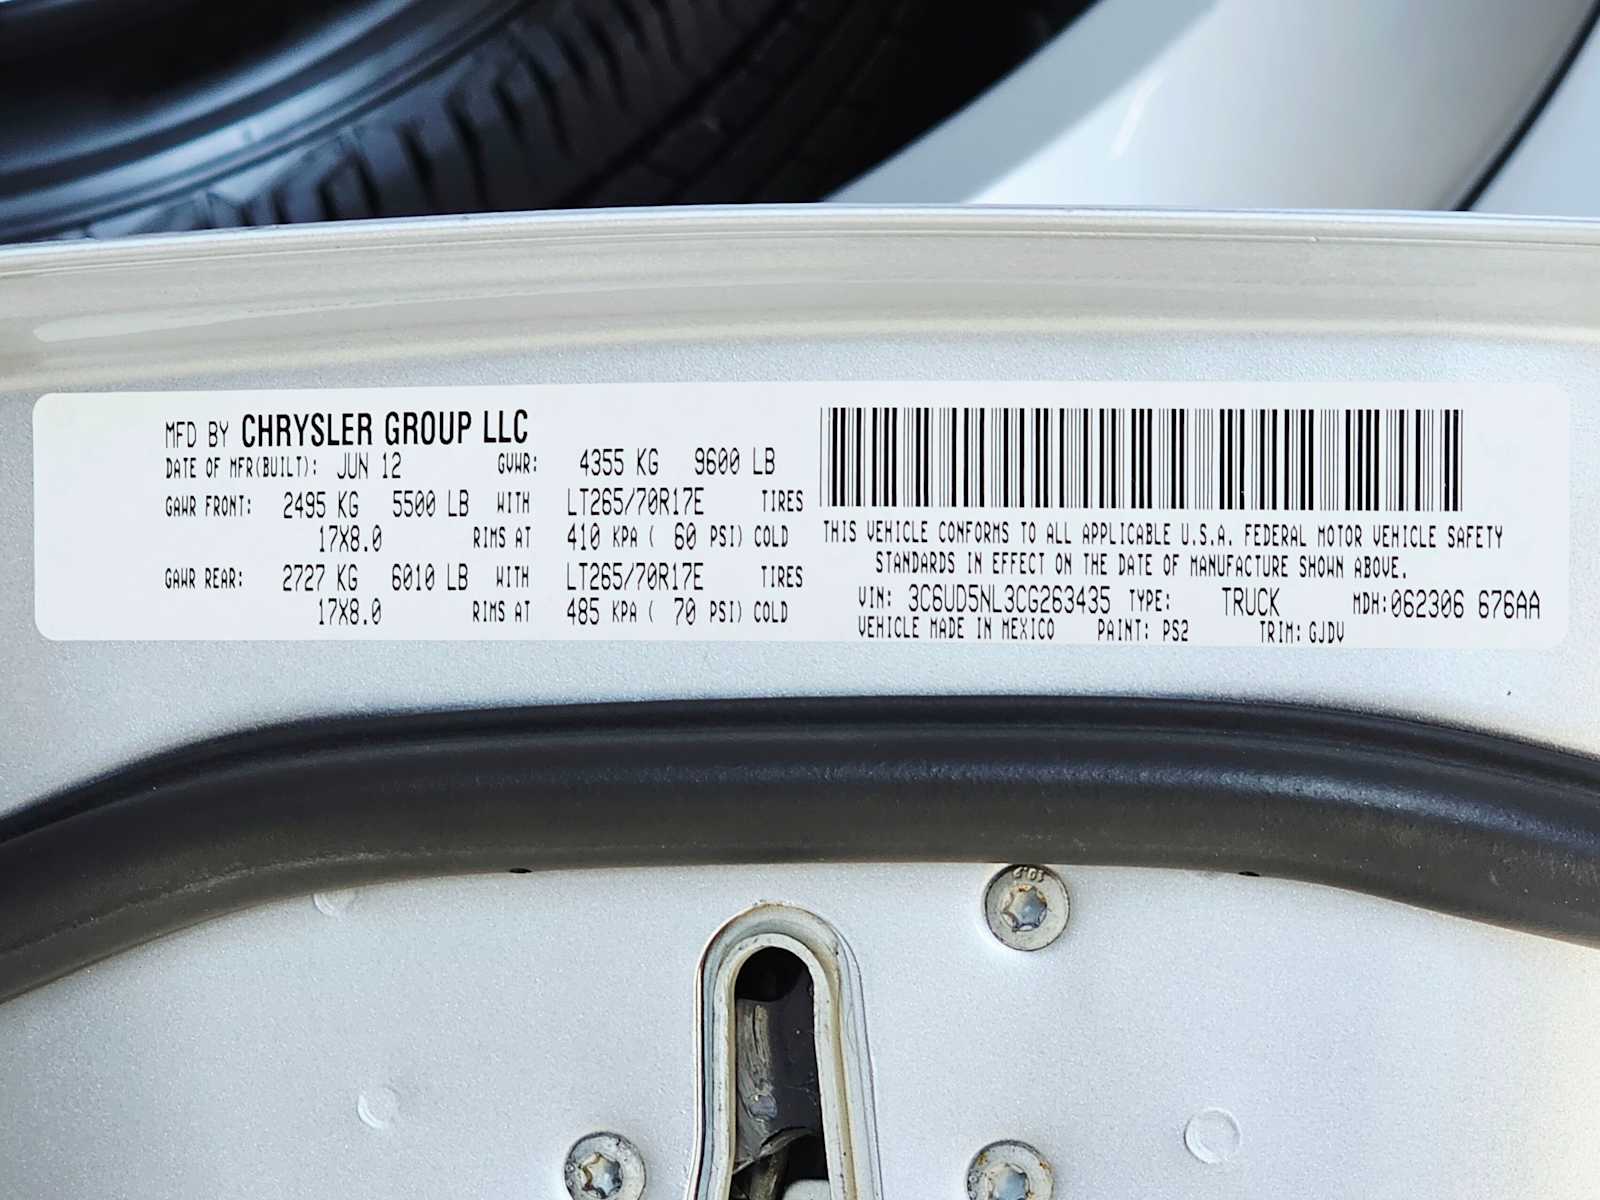 MFD BY CHRYSLER GROUP LLC
DATE OF MFR(BUILT): JUN 12 GVWR: 4355 KG 9600 LB
GAWR FRONT: 2495 KG 5500 LB WITH LT265/70R17E TIRES
17X8.0 RIMS AT 410 KPA ( 60 PSI) COLD
GAWR REAR: 2727 KG 6010 LB WITH LT265/70R17E TIRES
17X8.0 RIMS AT 485 KPA ( 70 PSI) COLD
THIS VEHICLE CONFORMS TO ALL APPLICABLE U.S.A. FEDERAL MOTOR VEHICLE SAFETY
STANDARDS IN EFFECT ON THE DATE OF MANUFACTURE SHOWN ABOVE.
VIN: 3C6UD5NL3CG263435 TYPE: TRUCK MDH:062306 676AA
VEHICLE MADE IN MEXICO PAINT: PS2 TRIM: GJDV
10.9